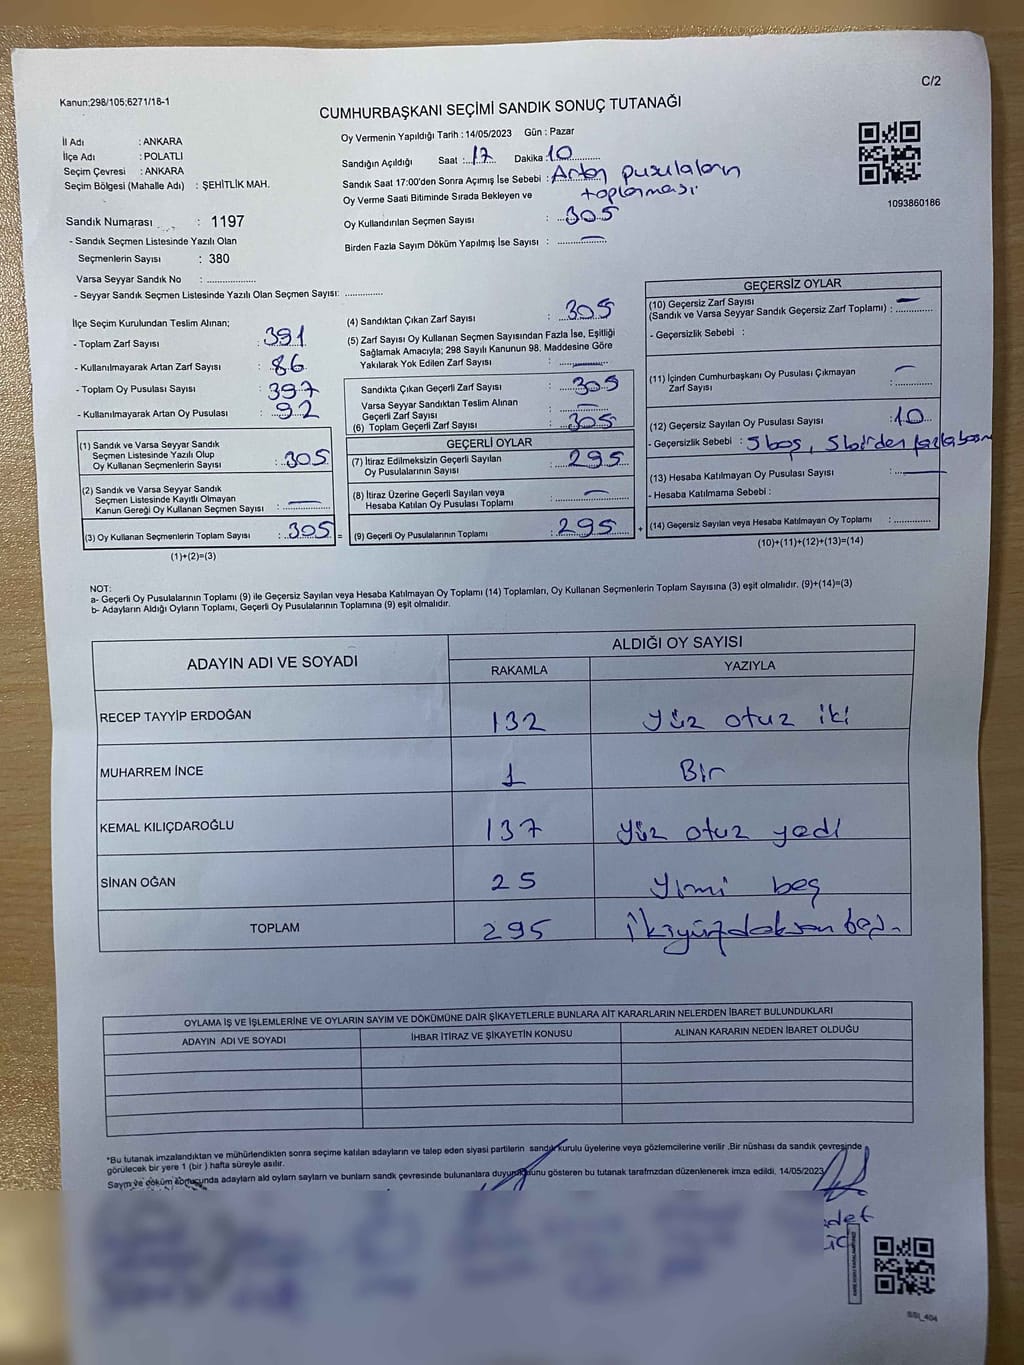 C/2
Kanun:298/105;6271/18-1
CUMHURBAŞKANI SEÇİMİ SANDIK SONUÇ TUTANAĞI
İl Adı : ANKARA
İlçe Adı : POLATLI
Seçim Çevresi : ANKARA
Seçim Bölgesi (Mahalle Adı) : ŞEHİTLİK MAH.
Oy Vermenin Yapıldığı Tarih : 14/05/2023 Gün : Pazar
Sandığın Açıldığı Saat : 17 Dakika : 10
Sandık Saat 17:00'den Sonra Açımış İse Sebebi : Artan pusulaların
Oy Verme Saati Bitiminde Sırada Bekleyen ve toplanması
Oy Kullandırılan Seçmen Sayısı : 305
Birden Fazla Sayım Döküm Yapılmış İse Sayısı : —
1093860186
Sandık Numarası : 1197
- Sandık Seçmen Listesinde Yazılı Olan
Seçmenlerin Sayısı : 380
Varsa Seyyar Sandık No : ..................
- Seyyar Sandık Seçmen Listesinde Yazılı Olan Seçmen Sayısı: ..............
İlçe Seçim Kurulundan Teslim Alınan;
- Toplam Zarf Sayısı : 391
- Kullanılmayarak Artan Zarf Sayısı : 86
- Toplam Oy Pusulası Sayısı : 397
- Kullanılmayarak Artan Oy Pusulası : 92
(1) Sandık ve Varsa Seyyar Sandık
Seçmen Listesinde Yazılı Olup
Oy Kullanan Seçmenlerin Sayısı : 305
(2) Sandık ve Varsa Seyyar Sandık
Seçmen Listesinde Kayıtlı Olmayan
Kanun Gereği Oy Kullanan Seçmen Sayısı : —
(3) Oy Kullanan Seçmenlerin Toplam Sayısı : 305 =
(1)+(2)=(3)
(4) Sandıktan Çıkan Zarf Sayısı : 305
(5) Zarf Sayısı Oy Kullanan Seçmen Sayısından Fazla İse, Eşitliği
Sağlamak Amacıyla; 298 Sayılı Kanunun 98. Maddesine Göre
Yakılarak Yok Edilen Zarf Sayısı : —
Sandıkta Çıkan Geçerli Zarf Sayısı : 305
Varsa Seyyar Sandıktan Teslim Alınan
Geçerli Zarf Sayısı : —
(6) Toplam Geçerli Zarf Sayısı : 305
GEÇERLİ OYLAR
(7) İtiraz Edilmeksizin Geçerli Sayılan
Oy Pusulalarının Sayısı : 295
(8) İtiraz Üzerine Geçerli Sayılan veya
Hesaba Katılan Oy Pusulası Toplamı : —
(9) Geçerli Oy Pusulalarının Toplamı : 295 +
GEÇERSİZ OYLAR
(10) Geçersiz Zarf Sayısı —
(Sandık ve Varsa Seyyar Sandık Geçersiz Zarf Toplamı) : ..............
- Geçersizlik Sebebi :
(11) İçinden Cumhurbaşkanı Oy Pusulası Çıkmayan
Zarf Sayısı : —
(12) Geçersiz Sayılan Oy Pusulası Sayısı : 10
- Geçersizlik Sebebi : 5 boş, 5 birden fazla basma
(13) Hesaba Katılmayan Oy Pusulası Sayısı : —
- Hesaba Katılmama Sebebi :
(14) Geçersiz Sayılan veya Hesaba Katılmayan Oy Toplamı : ..............
(10)+(11)+(12)+(13)=(14)
NOT:
a- Geçerli Oy Pusulalarının Toplamı (9) ile Geçersiz Sayılan veya Hesaba Katılmayan Oy Toplamı (14) Toplamları, Oy Kullanan Seçmenlerin Toplam Sayısına (3) eşit olmalıdır. (9)+(14)=(3)
b- Adayların Aldığı Oyların Toplamı, Geçerli Oy Pusulalarının Toplamına (9) eşit olmalıdır.
ADAYIN ADI VE SOYADI ALDIĞI OY SAYISI
RAKAMLA YAZIYLA
RECEP TAYYİP ERDOĞAN 132 yüz otuz iki
MUHARREM İNCE 1 Bir
KEMAL KILIÇDAROĞLU 137 yüz otuz yedi
SİNAN OĞAN 25 yirmi beş
TOPLAM 295 ikiyüzdoksan beş
OYLAMA İŞ VE İŞLEMLERİNE VE OYLARIN SAYIM VE DÖKÜMÜNE DAİR ŞİKAYETLERLE BUNLARA AİT KARARLARIN NELERDEN İBARET BULUNDUKLARI
ADAYIN ADI VE SOYADI İHBAR İTİRAZ VE ŞİKAYETİN KONUSU ALINAN KARARIN NEDEN İBARET OLDUĞU
*Bu tutanak imzalandıktan ve mühürlendikten sonra seçime katılan adayların ve talep eden siyasi partilerin sandık kurulu üyelerine veya gözlemcilerine verilir .Bir nüshası da sandık çevresinde
görülecek bir yere 1 (bir ) hafta süreyle asılır.
Sayım ve döküm sonucunda adayların ald oyların sayların ve bunlarn sandk çevresinde bulunanlara duyurulduğunu gösteren bu tutanak tarafmzdan düzenlenerek imza edildi, 14/05/2023
SSI_404